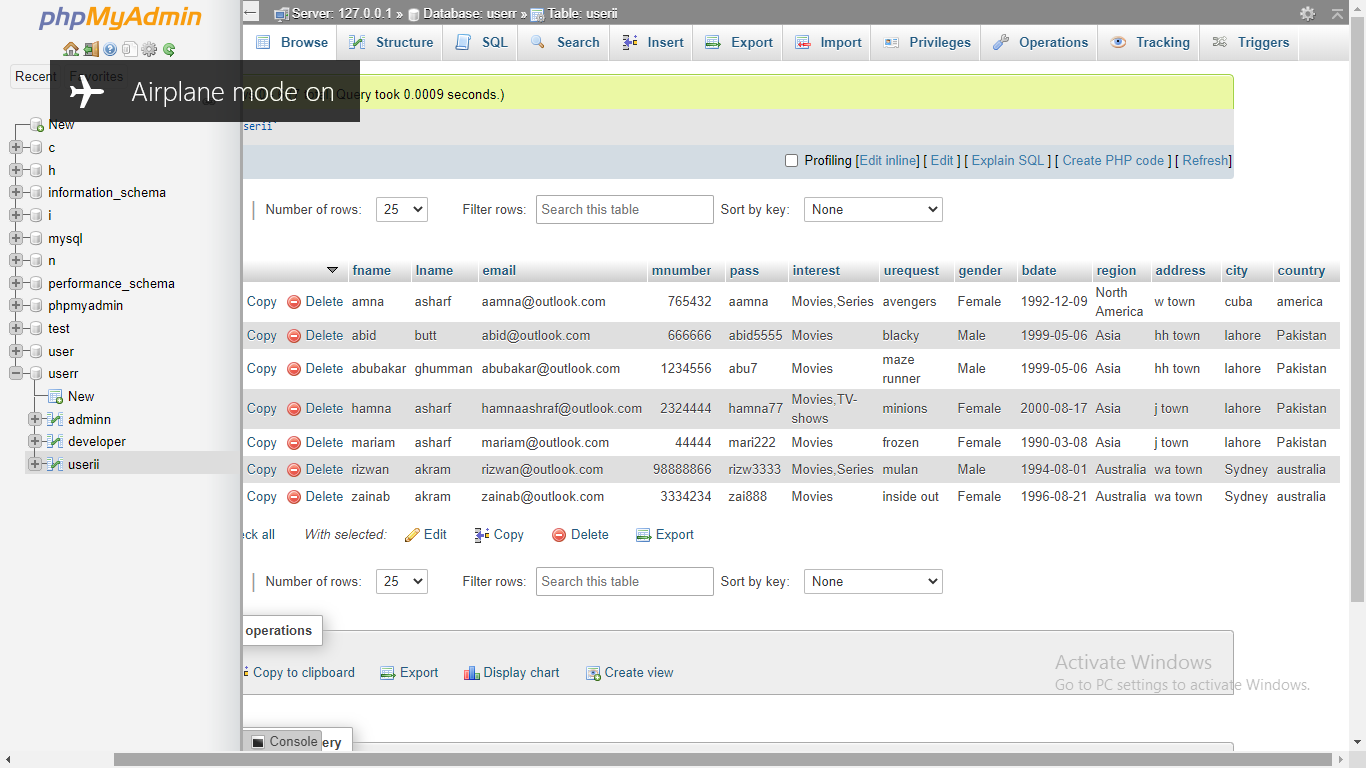 phpMyAdmin
Server: 127.0.0.1 » Database: userr » Table: userii
Browse Structure SQL Search Insert Export Import Privileges Operations Tracking Triggers
Recent Favorites
Airplane mode on
Query took 0.0009 seconds.)
serii`
Profiling [Edit inline] [ Edit ] [ Explain SQL ] [ Create PHP code ] [ Refresh]
New
c
h
information_schema
i
mysql
n
performance_schema
phpmyadmin
test
user
userr
New
adminn
developer
userii
Number of rows: 25 Filter rows: Search this table Sort by key: None
fname lname email mnumber pass interest urequest gender bdate region address city country
Copy Delete amna asharf aamna@outlook.com 765432 aamna Movies,Series avengers Female 1992-12-09 North America w town cuba america
Copy Delete abid butt abid@outlook.com 666666 abid5555 Movies blacky Male 1999-05-06 Asia hh town lahore Pakistan
Copy Delete abubakar ghumman abubakar@outlook.com 1234556 abu7 Movies maze runner Male 1999-05-06 Asia hh town lahore Pakistan
Copy Delete hamna asharf hamnaashraf@outlook.com 2324444 hamna77 Movies,TV-shows minions Female 2000-08-17 Asia j town lahore Pakistan
Copy Delete mariam asharf mariam@outlook.com 44444 mari222 Movies frozen Female 1990-03-08 Asia j town lahore Pakistan
Copy Delete rizwan akram rizwan@outlook.com 98888866 rizw3333 Movies,Series mulan Male 1994-08-01 Australia wa town Sydney australia
Copy Delete zainab akram zainab@outlook.com 3334234 zai888 Movies inside out Female 1996-08-21 Australia wa town Sydney australia
eck all With selected: Edit Copy Delete Export
Number of rows: 25 Filter rows: Search this table Sort by key: None
operations
Copy to clipboard Export Display chart Create view
Activate Windows
Go to PC settings to activate Windows.
Console ery